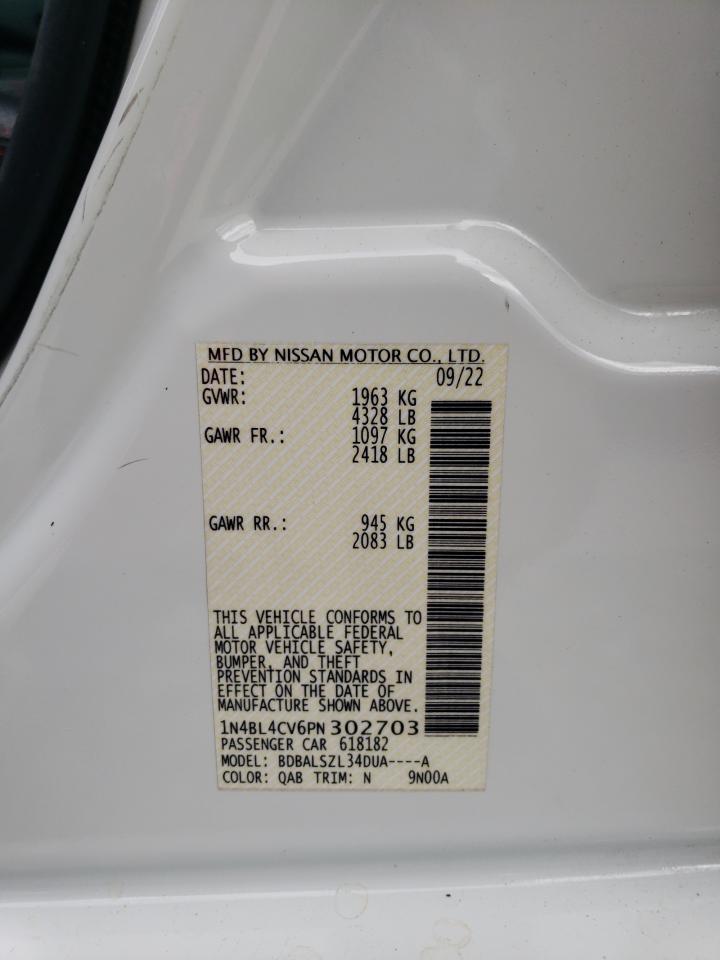 MFD BY NISSAN MOTOR CO., LTD.
DATE: 09/22
GVWR: 1963 KG
4328 LB
GAWR FR.: 1097 KG
2418 LB
GAWR RR.: 945 KG
2083 LB
THIS VEHICLE CONFORMS TO
ALL APPLICABLE FEDERAL
MOTOR VEHICLE SAFETY,
BUMPER, AND THEFT
PREVENTION STANDARDS IN
EFFECT ON THE DATE OF
MANUFACTURE SHOWN ABOVE.
1N4BL4CV6PN302703
PASSENGER CAR 618182
MODEL: BDBALSZL34DUA----A
COLOR: QAB TRIM: N 9N00A